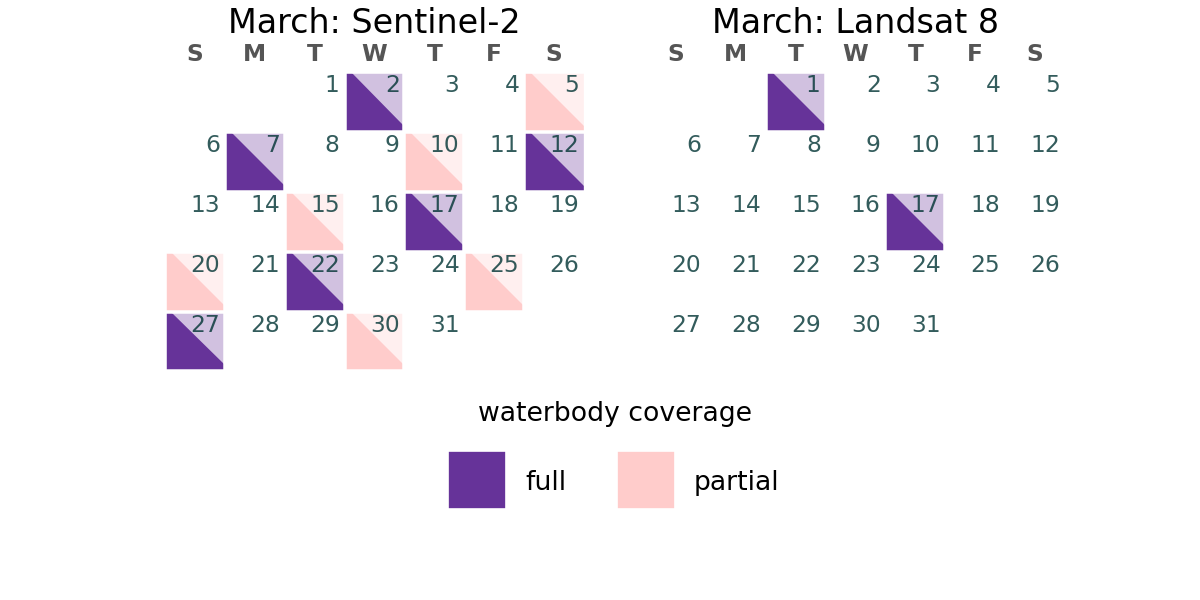 March: Sentinel-2
S M T W T F S
1 2 3 4 5
6 7 8 9 10 11 12
13 14 15 16 17 18 19
20 21 22 23 24 25 26
27 28 29 30 31
March: Landsat 8
S M T W T F S
1 2 3 4 5
6 7 8 9 10 11 12
13 14 15 16 17 18 19
20 21 22 23 24 25 26
27 28 29 30 31
waterbody coverage
full
partial